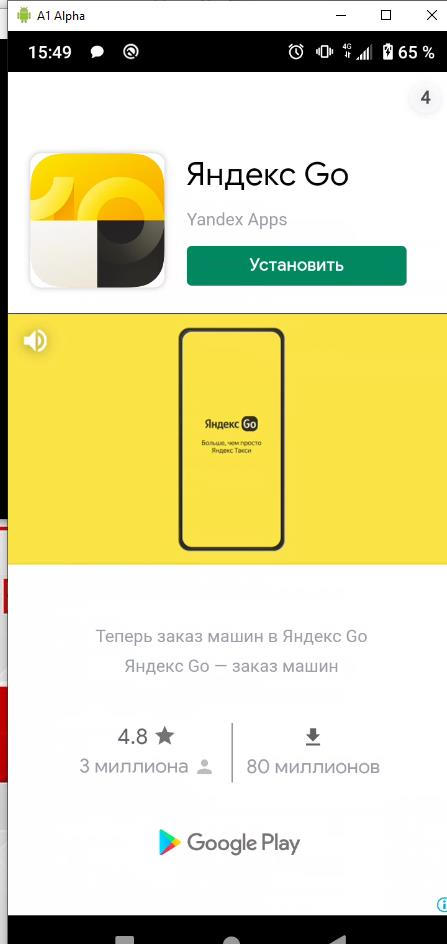 A1 Alpha
15:49
4G
65 %
4
Яндекс Go
Yandex Apps
Установить
Яндекс Go
Больше, чем просто
Яндекс Такси
Теперь заказ машин в Яндекс Go
Яндекс Go — заказ машин
4.8
3 миллиона
80 миллионов
Google Play